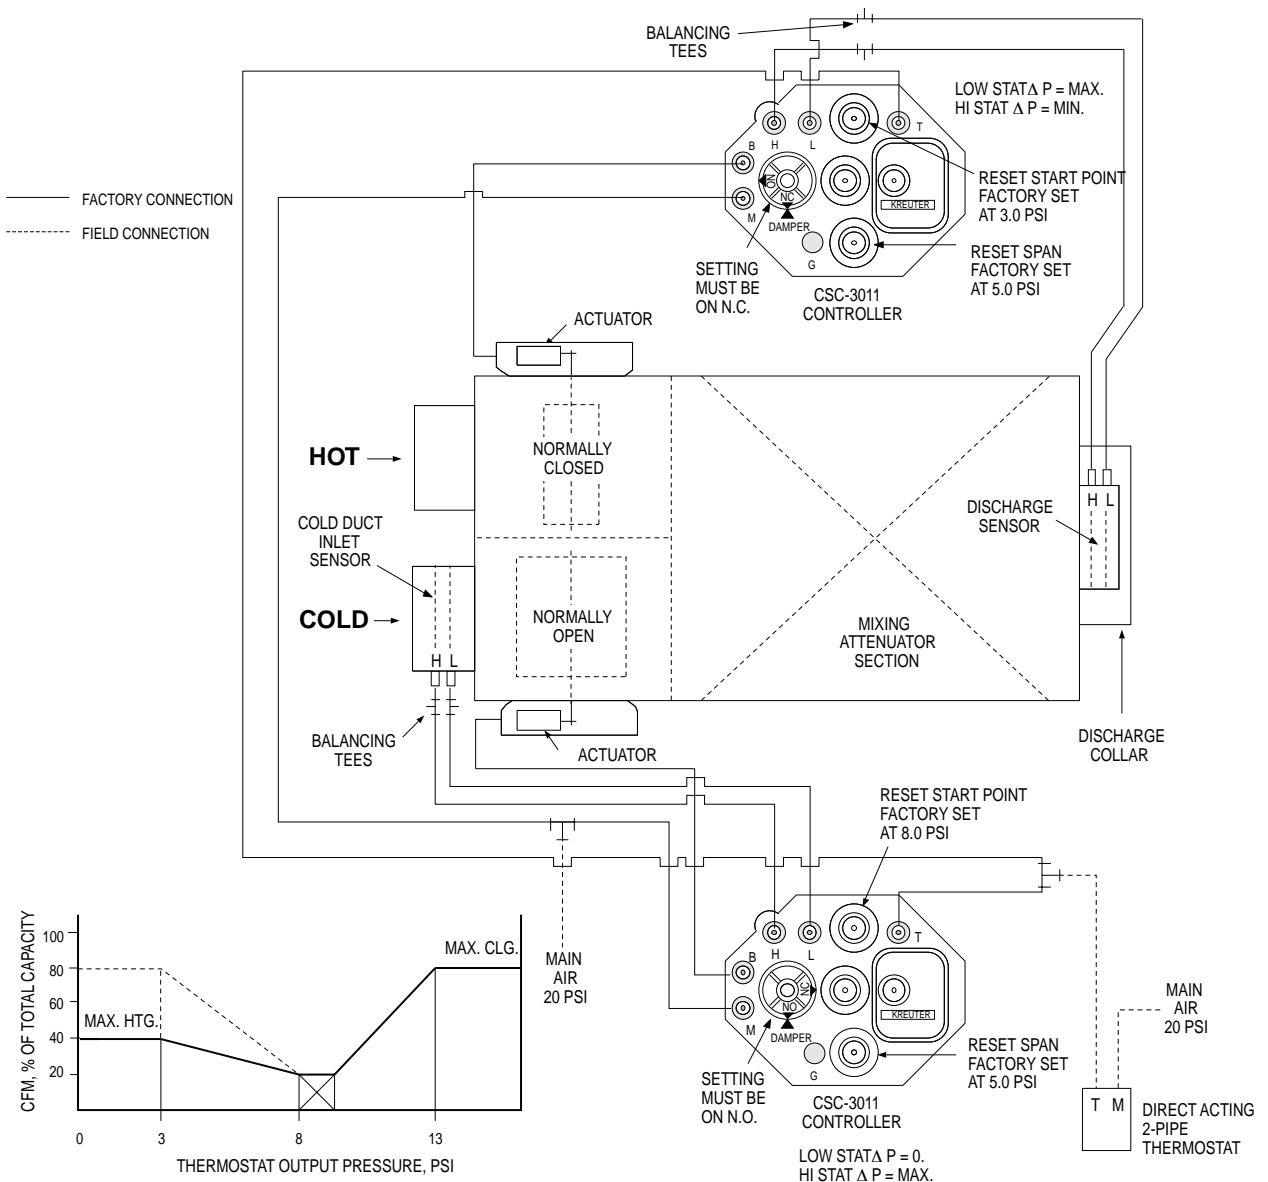 BALANCING
TEES
LOW STAT Δ P = MAX.
HI STAT Δ P = MIN.
T
B
H
L
NO
NC
M
DAMPER
G
KREUTER
RESET START POINT
FACTORY SET
AT 3.0 PSI
FACTORY CONNECTION
FIELD CONNECTION
SETTING
MUST BE
ON N.C.
RESET SPAN
FACTORY SET
AT 5.0 PSI
CSC-3011
CONTROLLER
ACTUATOR
HOT
NORMALLY
CLOSED
COLD DUCT
INLET
SENSOR
DISCHARGE
SENSOR
H L
COLD
NORMALLY
OPEN
MIXING
ATTENUATOR
SECTION
H L
BALANCING
TEES
ACTUATOR
DISCHARGE
COLLAR
RESET START POINT
FACTORY SET
AT 8.0 PSI
T
B
H
L
NC
NO
M
DAMPER
G
KREUTER
MAIN
AIR
20 PSI
MAIN
AIR
20 PSI
SETTING
MUST BE
ON N.O.
RESET SPAN
FACTORY SET
AT 5.0 PSI
CSC-3011
CONTROLLER
LOW STAT Δ P = 0.
HI STAT Δ P = MAX.
T M
DIRECT ACTING
2-PIPE
THERMOSTAT
CFM, % OF TOTAL CAPACITY
100
80
60
40
20
MAX. HTG.
MAX. CLG.
0 3 8 13
THERMOSTAT OUTPUT PRESSURE, PSI